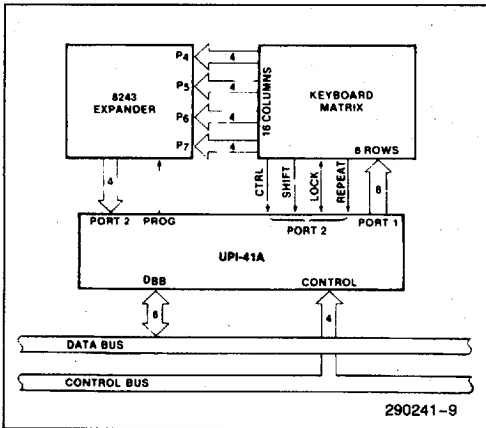 8243
EXPANDER
P4
P5
P6
P7
4
4
4
4
16 COLUMNS
KEYBOARD
MATRIX
8 ROWS
CTRL
SHIFT
LOCK
REPEAT
4
8
PORT 2
PROG
PORT 2
PORT 1
UPI-41A
DBB
CONTROL
8
4
DATA BUS
CONTROL BUS
290241-9